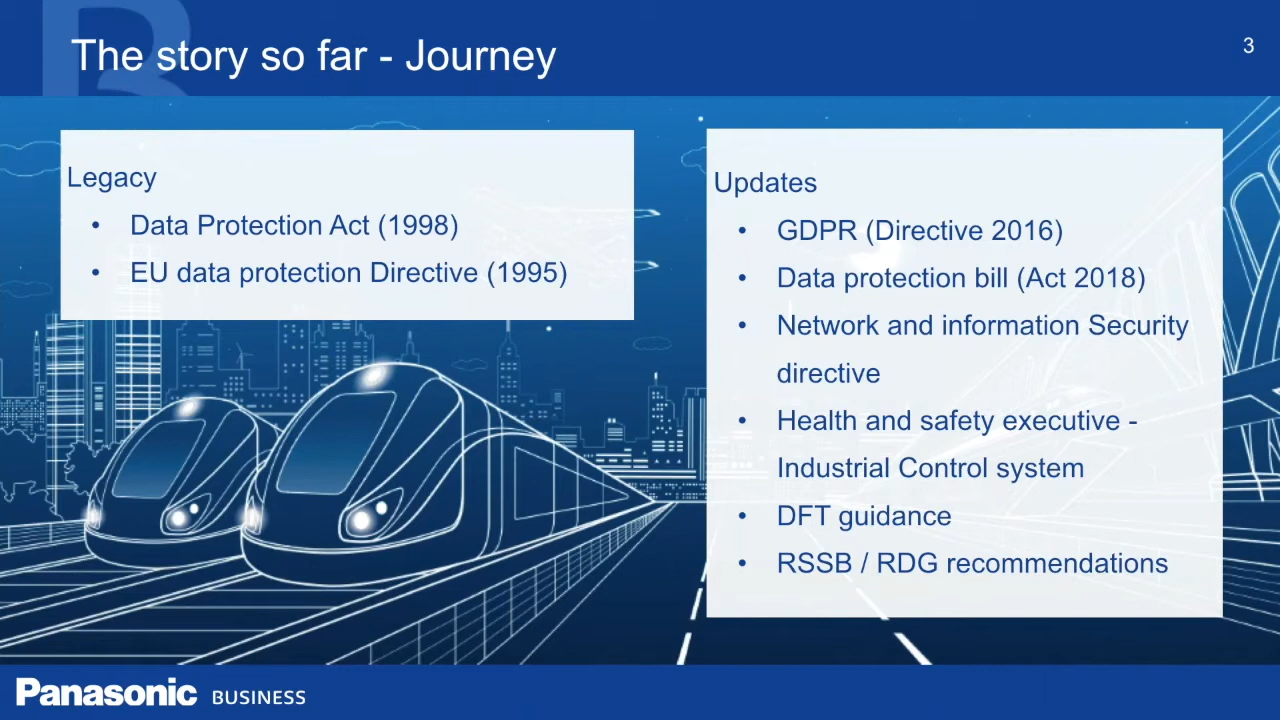 The story so far - Journey
3
Legacy
• Data Protection Act (1998)
• EU data protection Directive (1995)
Updates
• GDPR (Directive 2016)
• Data protection bill (Act 2018)
• Network and information Security
directive
• Health and safety executive -
Industrial Control system
• DFT guidance
• RSSB / RDG recommendations
Panasonic BUSINESS